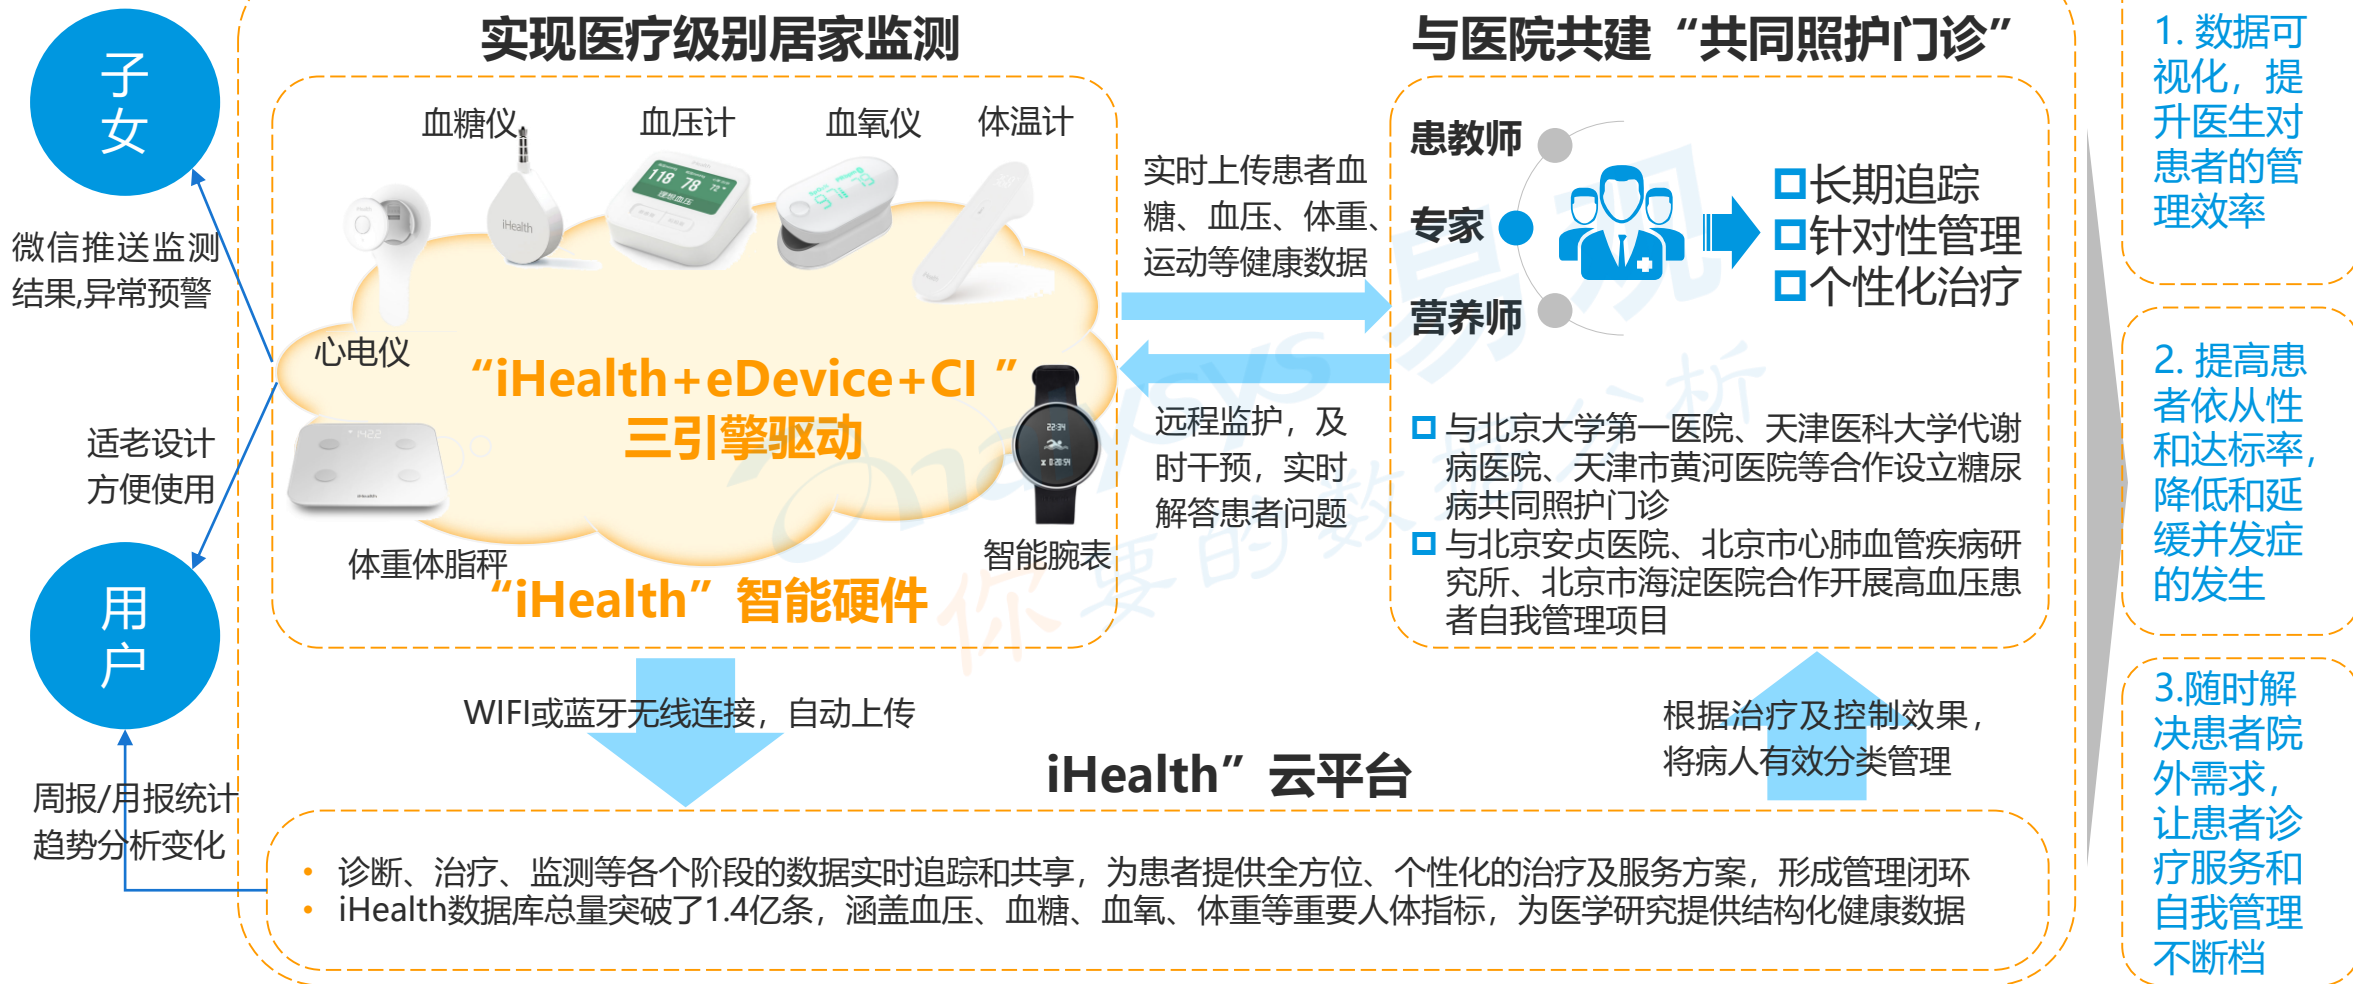 子
女
微信推送监测
结果,异常预警
适老设计
方便使用
用
户
周报/月报统计
趋势分析变化
实现医疗级别居家监测
血糖仪
血压计
血氧仪
体温计
iHealth
118 78 72
理想血压
心电仪
“iHealth+eDevice+CI ”
三引擎驱动
1422
iHealth
22:34
体重体脂秤
智能腕表
“iHealth”智能硬件
实时上传患者血
糖、血压、体重、
运动等健康数据
远程监护，及
时干预，实时
解答患者问题
与医院共建“共同照护门诊”
患教师
专家
营养师
长期追踪
针对性管理
个性化治疗
与北京大学第一医院、天津医科大学代谢
病医院、天津市黄河医院等合作设立糖尿
病共同照护门诊
与北京安贞医院、北京市心肺血管疾病研
究所、北京市海淀医院合作开展高血压患
者自我管理项目
WIFI或蓝牙无线连接，自动上传
根据治疗及控制效果，
将病人有效分类管理
iHealth”云平台
• 诊断、治疗、监测等各个阶段的数据实时追踪和共享，为患者提供全方位、个性化的治疗及服务方案，形成管理闭环
• iHealth数据库总量突破了1.4亿条，涵盖血压、血糖、血氧、体重等重要人体指标，为医学研究提供结构化健康数据
1. 数据可
视化，提
升医生对
患者的管
理效率
2. 提高患
者依从性
和达标率，
降低和延
缓并发症
的发生
3.随时解
决患者院
外需求，
让患者诊
疗服务和
自我管理
不断档
analysys 易观
你要的数据分析